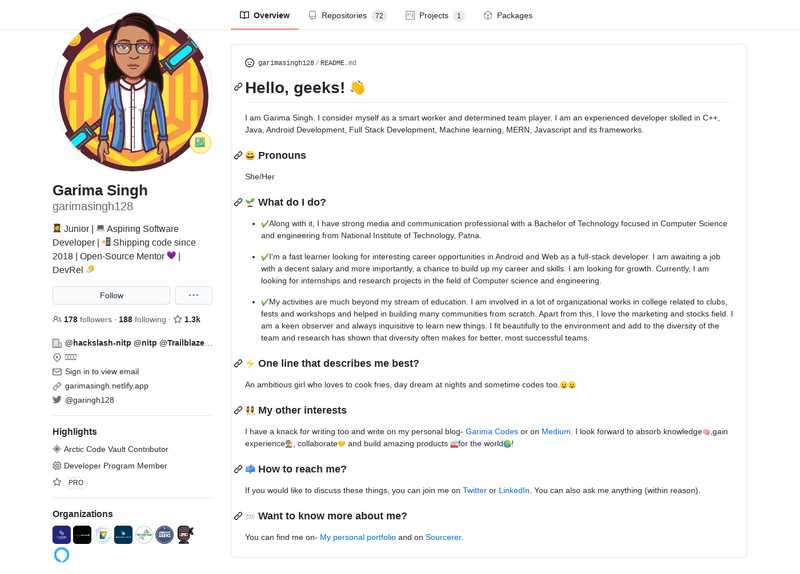 Overview
Repositories 72
Projects 1
Packages
Garima Singh
garimasingh128
Junior | Aspiring Software
Developer | Shipping code since
2018 | Open-Source Mentor 💜 |
DevRel
Follow
178 followers · 188 following · 1.3k
@hackslash-nitp @nitp @Trailblaze...
Sign in to view email
garimasingh.netlify.app
@garingh128
Highlights
Arctic Code Vault Contributor
Developer Program Member
PRO
Organizations
garimasingh128/README.md
Hello, geeks! 👋
I am Garima Singh. I consider myself as a smart worker and determined team player. I am an experienced developer skilled in C++,
Java, Android Development, Full Stack Development, Machine learning, MERN, Javascript and its frameworks.
😄 Pronouns
She/Her
🌱 What do I do?
• ✔Along with it, I have strong media and communication professional with a Bachelor of Technology focused in Computer Science
and engineering from National Institute of Technology, Patna.
• ✔I'm a fast learner looking for interesting career opportunities in Android and Web as a full-stack developer. I am awaiting a job
with a decent salary and more importantly, a chance to build up my career and skills. I am looking for growth. Currently, I am
looking for internships and research projects in the field of Computer science and engineering.
• ✔My activities are much beyond my stream of education. I am involved in a lot of organizational works in college related to clubs,
fests and workshops and helped in building many communities from scratch. Apart from this, I love the marketing and stocks field. I
am a keen observer and always inquisitive to learn new things. I fit beautifully to the environment and add to the diversity of the
team and research has shown that diversity often makes for better, most successful teams.
⚡ One line that describes me best?
An ambitious girl who loves to cook fries, day dream at nights and sometime codes too.
👯 My other interests
I have a knack for writing too and write on my personal blog- Garima Codes or on Medium. I look forward to absorb knowledge🧠,gain
experience, collaborate🤝 and build amazing products for the world!
📫 How to reach me?
If you would like to discuss these things, you can join me on Twitter or LinkedIn. You can also ask me anything (within reason).
Want to know more about me?
You can find me on- My personal portfolio and on Sourcerer.